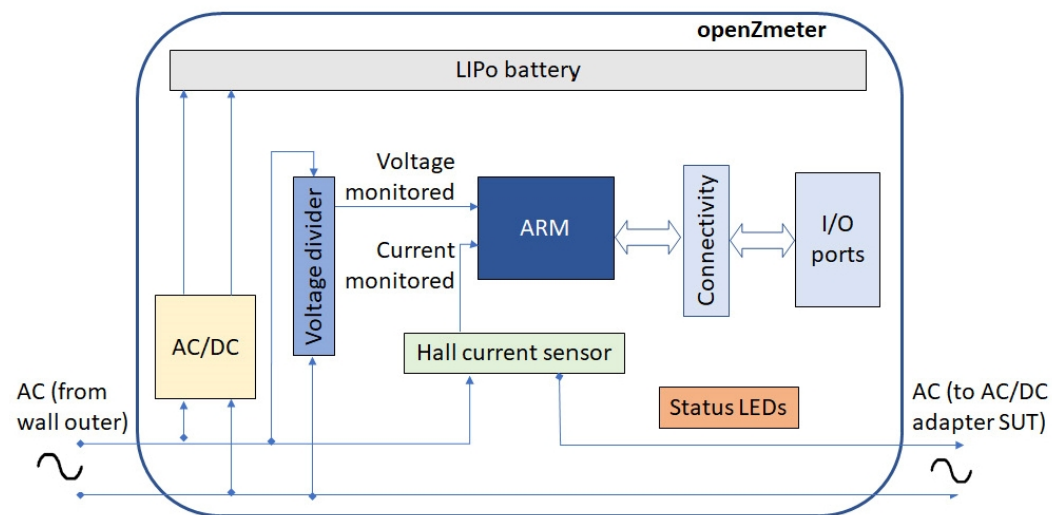 openZmeter
LIPo battery
Voltage
monitored
Voltage divider
ARM
Connectivity
I/O
ports
Current
monitored
AC/DC
Hall current sensor
AC (from
wall outer)
Status LEDs
AC (to AC/DC
adapter SUT)